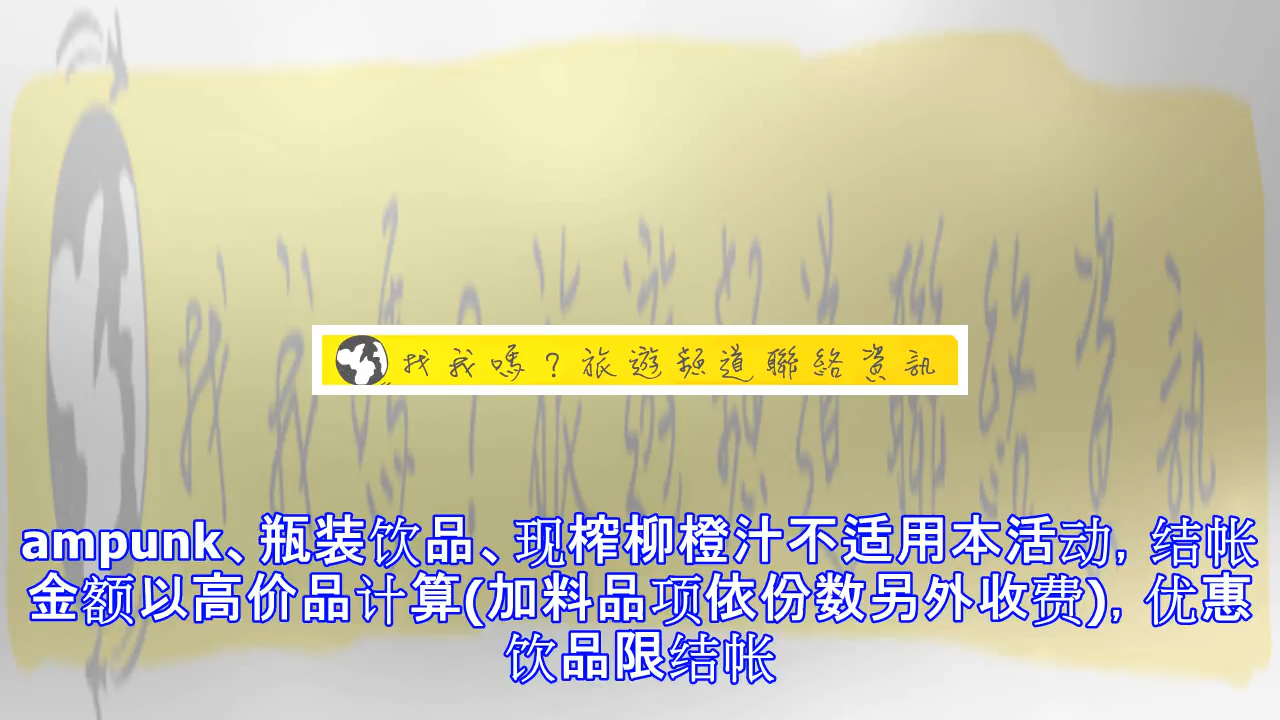 找我嗎？旅遊頻道聯絡資訊
ampunk、瓶装饮品、现榨柳橙汁不适用本活动, 结帐
金额以高价品计算(加料品项依份数另外收费), 优惠
饮品限结帐